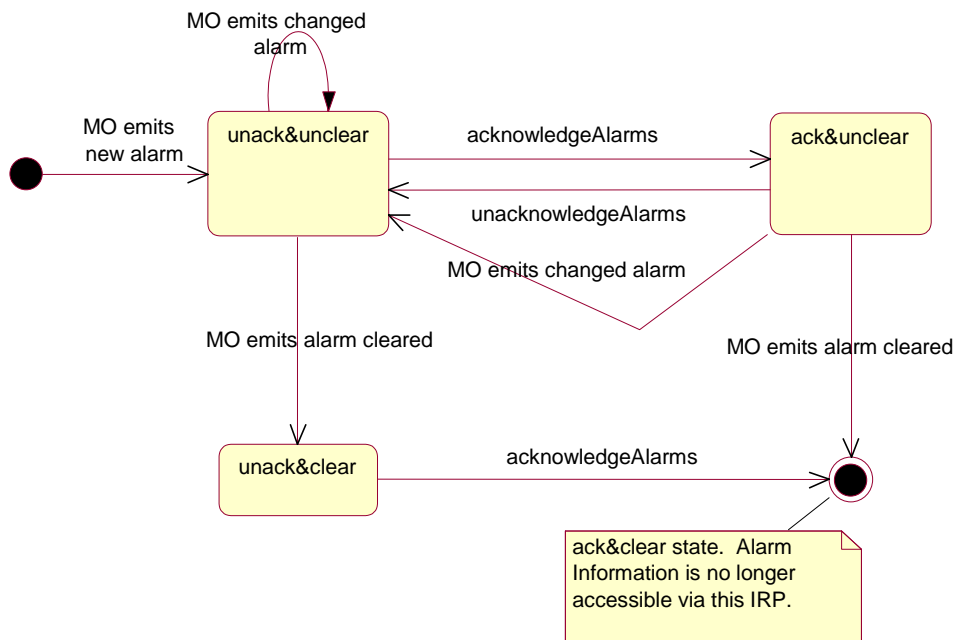 MO emits changed
alarm
MO emits
new alarm
unack&unclear
acknowledgeAlarms
ack&unclear
unacknowledgeAlarms
MO emits changed alarm
MO emits alarm cleared
MO emits alarm cleared
unack&clear
acknowledgeAlarms
ack&clear state.  Alarm
Information is no longer
accessible via this IRP.